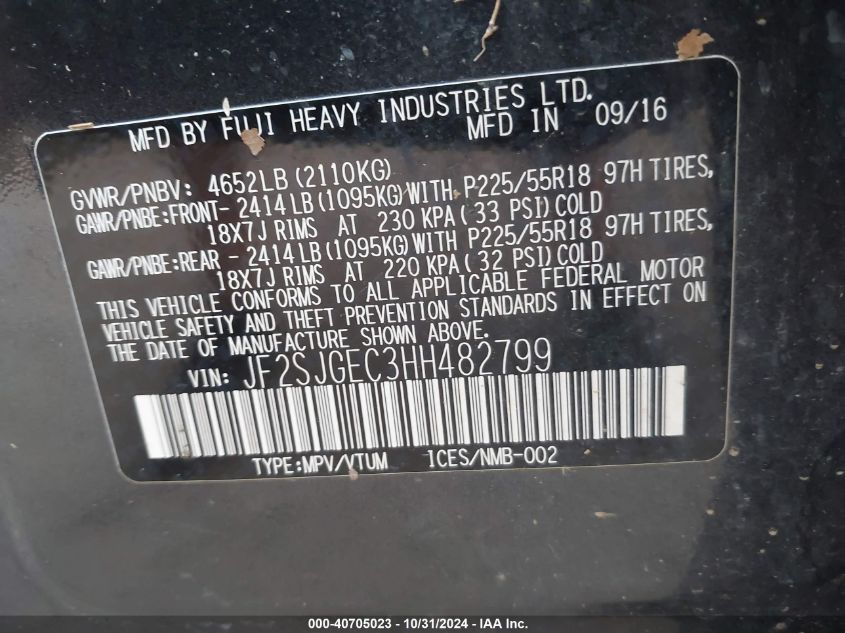 MFD BY FUJI HEAVY INDUSTRIES LTD.
MFD IN 09/16
GVWR/PNBV: 4652LB (2110KG)
GAWR/PNBE:FRONT- 2414LB (1095KG)WITH P225/55R18 97H TIRES,
18X7J RIMS AT 230 KPA( 33 PSI)COLD
GAWR/PNBE:REAR - 2414LB (1095KG)WITH P225/55R18 97H TIRES,
18X7J RIMS AT 220 KPA( 32 PSI)COLD
THIS VEHICLE CONFORMS TO ALL APPLICABLE FEDERAL MOTOR
VEHICLE SAFETY AND THEFT PREVENTION STANDARDS IN EFFECT ON
THE DATE OF MANUFACTURE SHOWN ABOVE.
VIN: JF2SJGEC3HH482799
TYPE:MPV/VTUM ICES/NMB-002
000-40705023 - 10/31/2024 - IAA Inc.